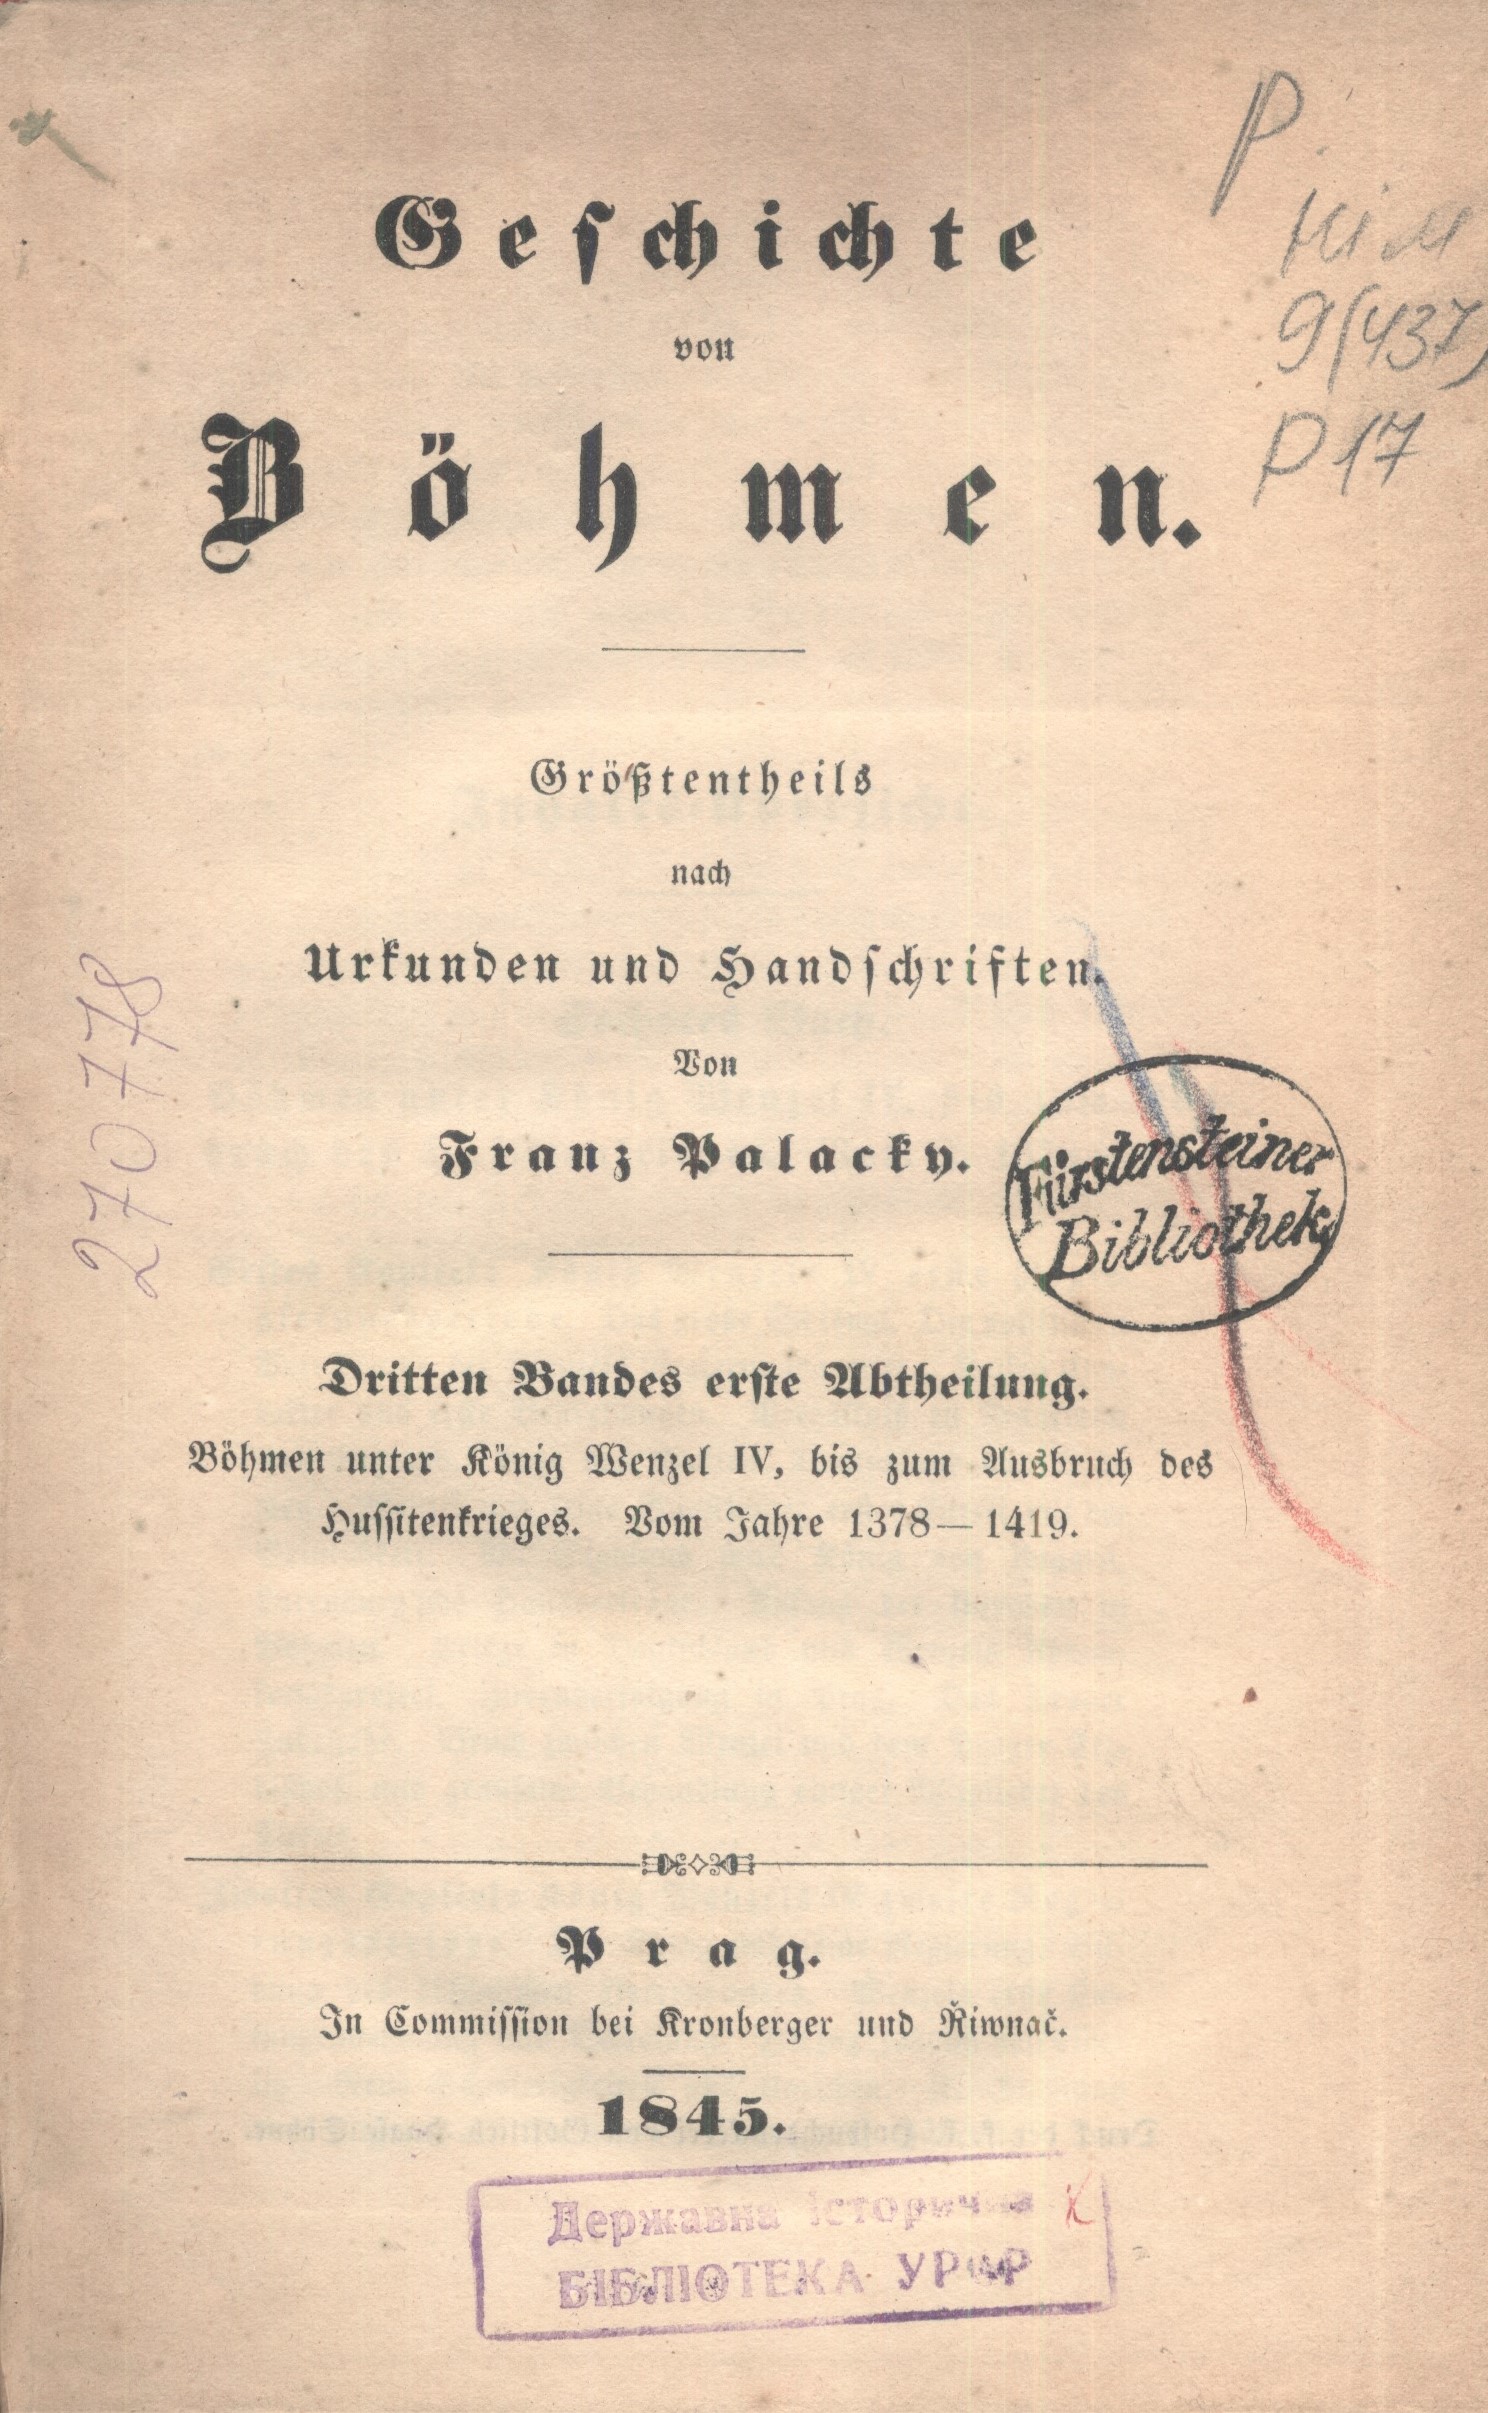 P
Ним
9(437)
P17
Geschichte
von
Böhmen.
Größtentheils
nach
Urkunden und Handschriften.
Von
Franz Palacky.
270778
Fürstensteiner
Bibliothek
Dritten Bandes erste Abtheilung.
Böhmen unter König Wenzel IV, bis zum Ausbruch des
Hussitenkrieges. Vom Jahre 1378—1419.
Prag.
In Commission bei Kronberger und Řiwnač.
1845.
Державна історична
БІБЛІОТЕКА УРСР